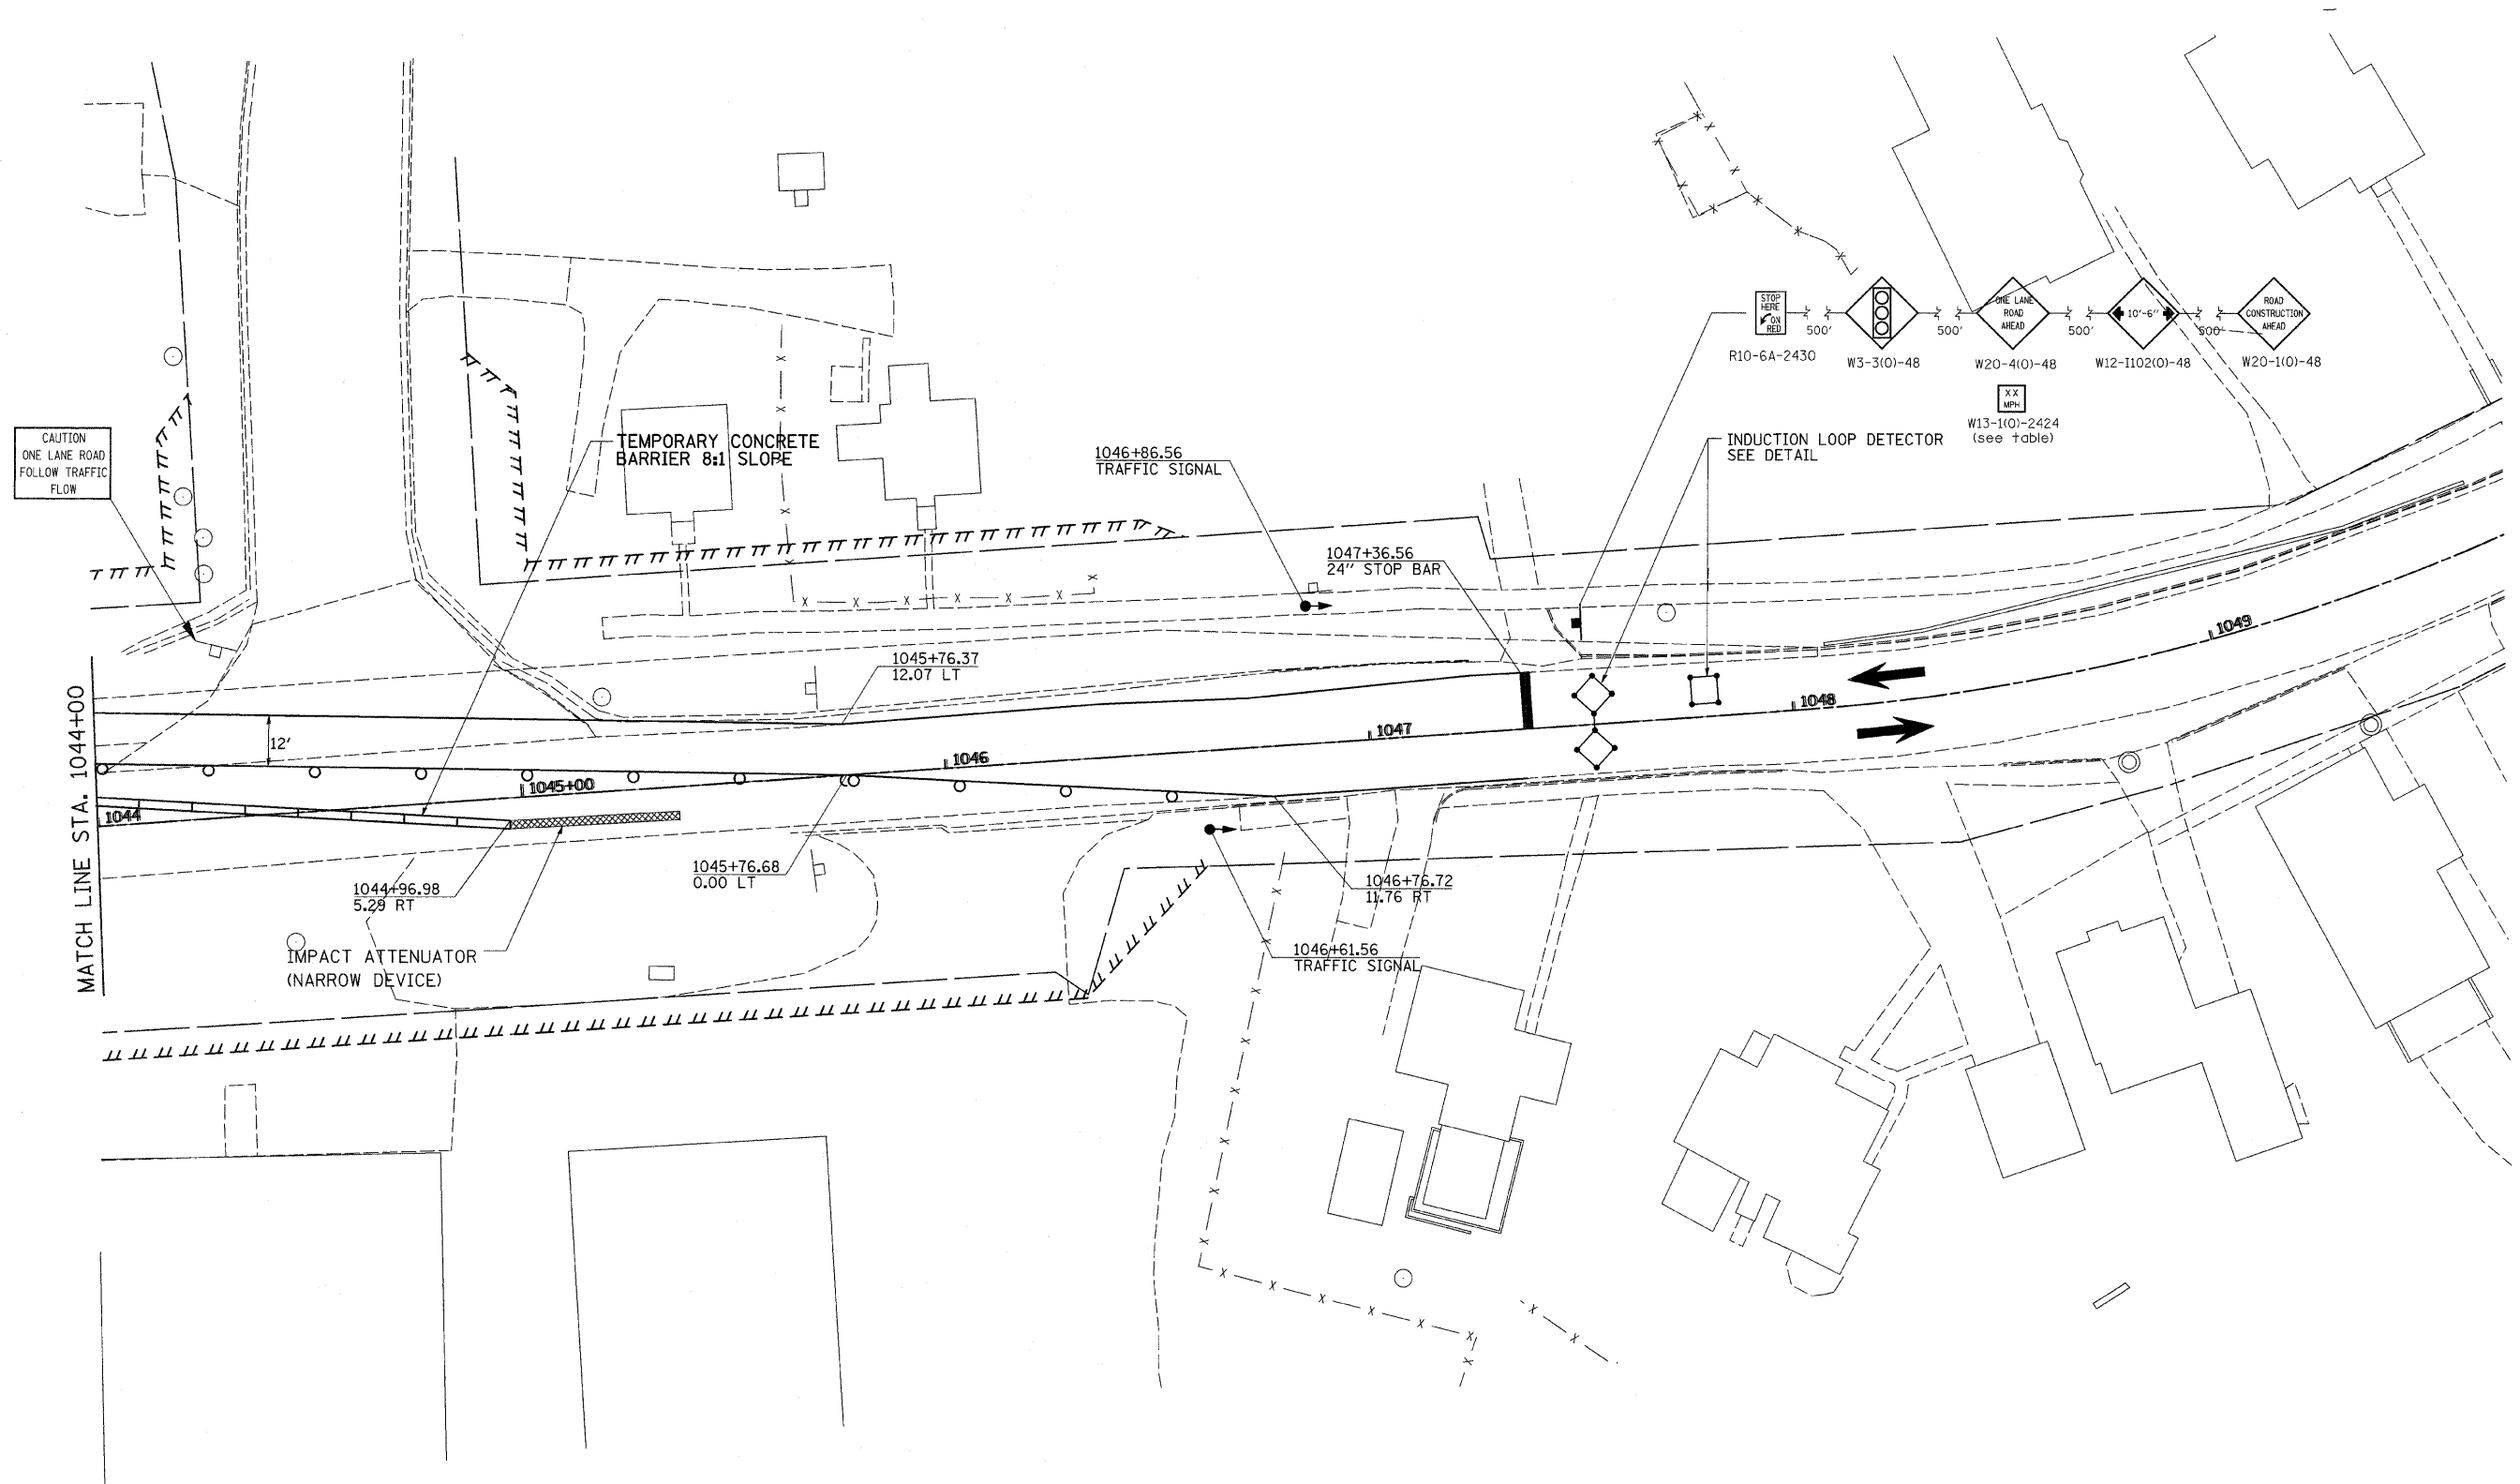 STOP
HERE
ON
RED
R10-6A-2430
500'
W3-3(O)-48
500'
ONE LANE
ROAD
AHEAD
W20-4(O)-48
500'
10'-6"
W12-I102(O)-48
500'
ROAD
CONSTRUCTION
AHEAD
W20-1(O)-48
XX
MPH
W13-1(O)-2424
(see table)
CAUTION
ONE LANE ROAD
FOLLOW TRAFFIC
FLOW
TEMPORARY CONCRETE
BARRIER 8:1 SLOPE
1046+86.56
TRAFFIC SIGNAL
INDUCTION LOOP DETECTOR
SEE DETAIL
1047+36.56
24" STOP BAR
1045+76.37
12.07 LT
MATCH LINE STA. 1044+00
12'
1044
1045+00
1046
1047
1048
1049
1044+96.98
5.29 RT
1045+76.68
0.00 LT
1046+76.72
11.76 RT
1046+61.56
TRAFFIC SIGNAL
IMPACT ATTENUATOR
(NARROW DEVICE)